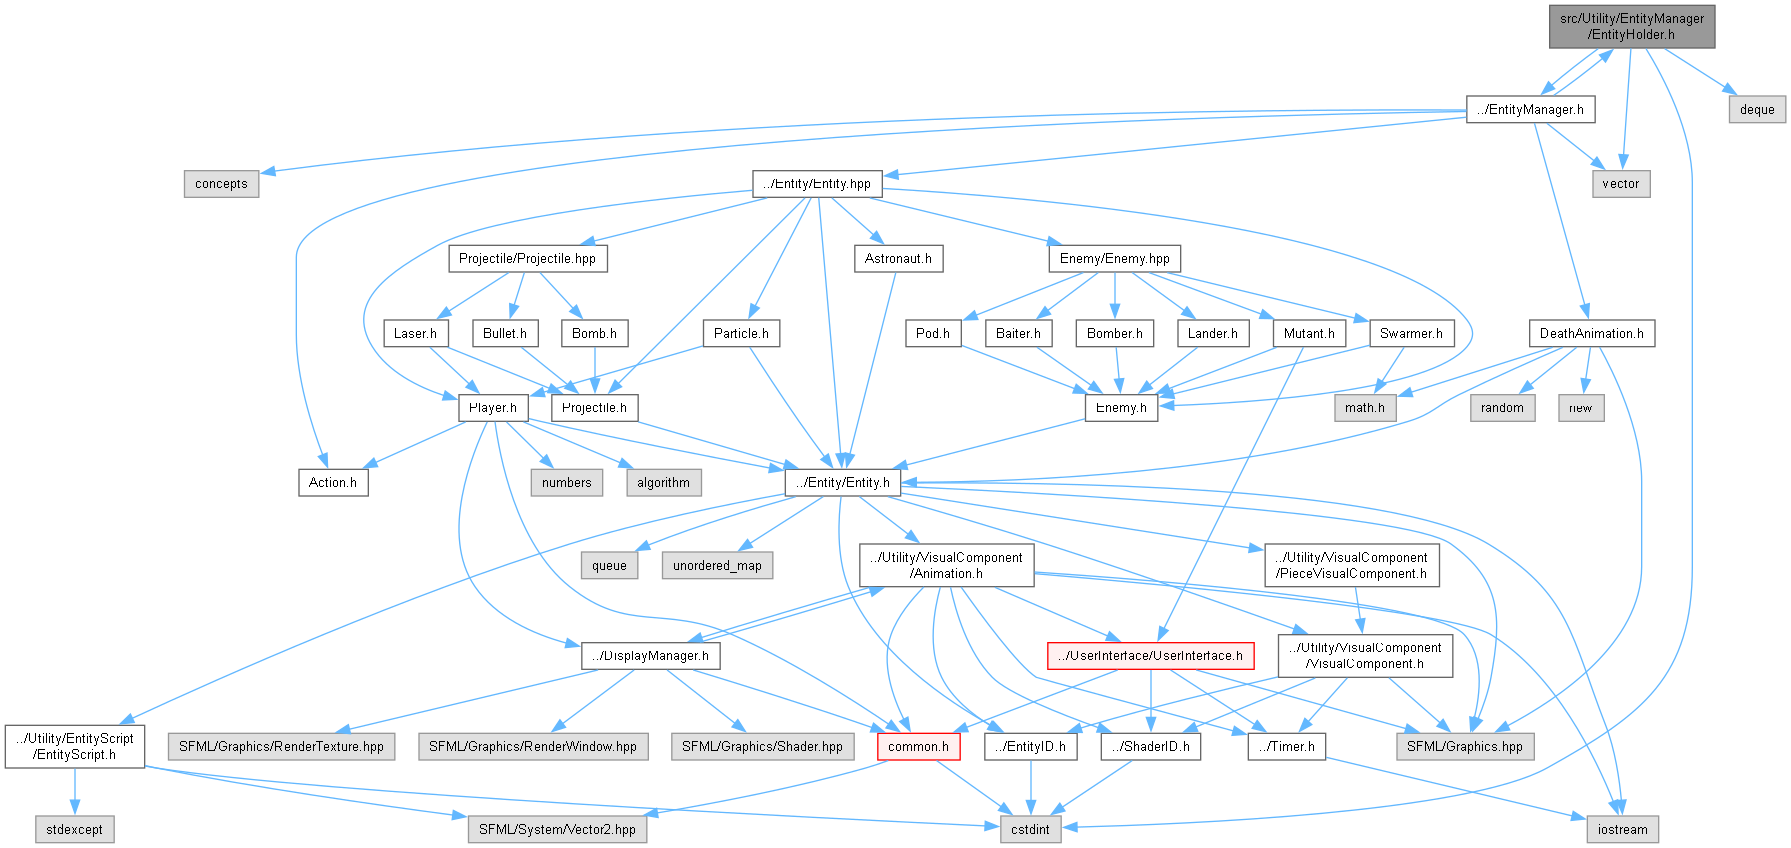 src/Utility/EntityManager
/EntityHolder.h
../EntityManager.h
deque
concepts
../Entity/Entity.hpp
vector
Projectile/Projectile.hpp
Astronaut.h
Enemy/Enemy.hpp
Laser.h
Bullet.h
Bomb.h
Particle.h
Pod.h
Baiter.h
Bomber.h
Lander.h
Mutant.h
Swarmer.h
DeathAnimation.h
Player.h
Projectile.h
Enemy.h
math.h
random
new
Action.h
numbers
algorithm
../Entity/Entity.h
queue
unordered_map
../Utility/VisualComponent
/Animation.h
../Utility/VisualComponent
/PieceVisualComponent.h
../DisplayManager.h
../UserInterface/UserInterface.h
../Utility/VisualComponent
/VisualComponent.h
../Utility/EntityScript
/EntityScript.h
SFML/Graphics/RenderTexture.hpp
SFML/Graphics/RenderWindow.hpp
SFML/Graphics/Shader.hpp
common.h
../EntityID.h
../ShaderID.h
../Timer.h
SFML/Graphics.hpp
stdexcept
SFML/System/Vector2.hpp
cstdint
iostream